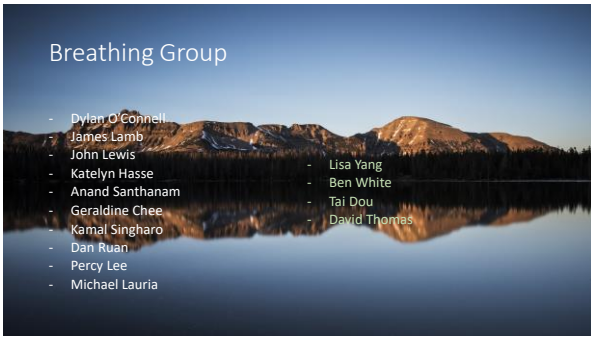 Breathing Group
- Dylan O'Connell
- James Lamb
- John Lewis
- Katelyn Hasse
- Anand Santhanam
- Geraldine Chee
- Kamal Singharo
- Dan Ruan
- Percy Lee
- Michael Lauria
- Lisa Yang
- Ben White
- Tai Dou
- David Thomas